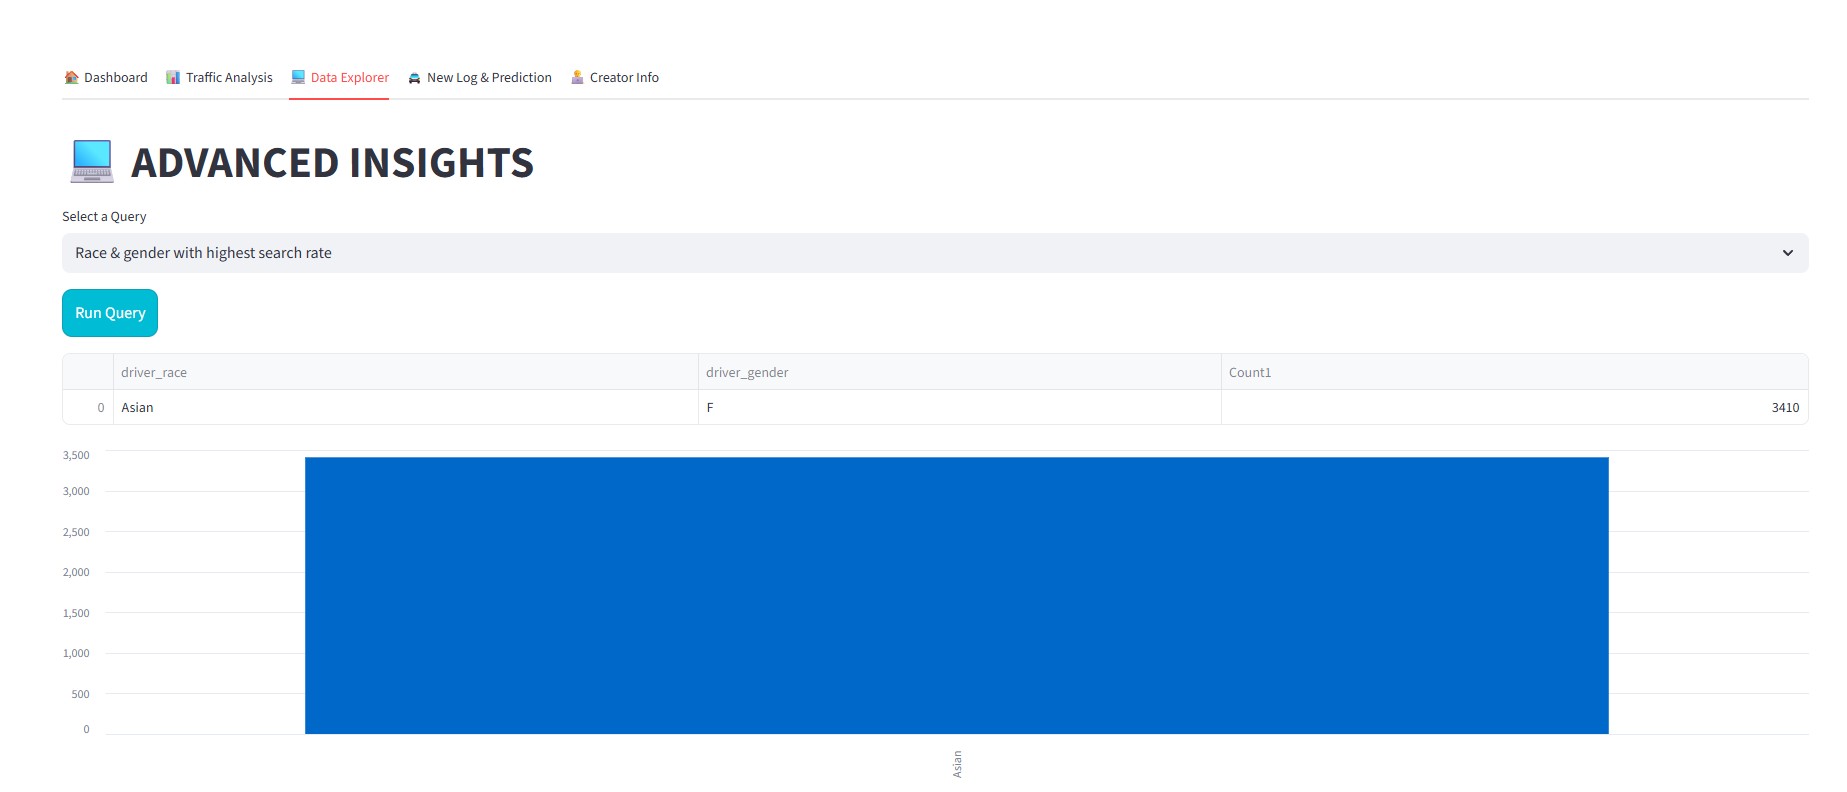 Dashboard Traffic Analysis Data Explorer New Log & Prediction Creator Info
ADVANCED INSIGHTS
Select a Query
Race & gender with highest search rate
Run Query
driver_race driver_gender Count1
0 Asian F 3410
3,500
3,000
2,500
2,000
1,500
1,000
500
0
Asian